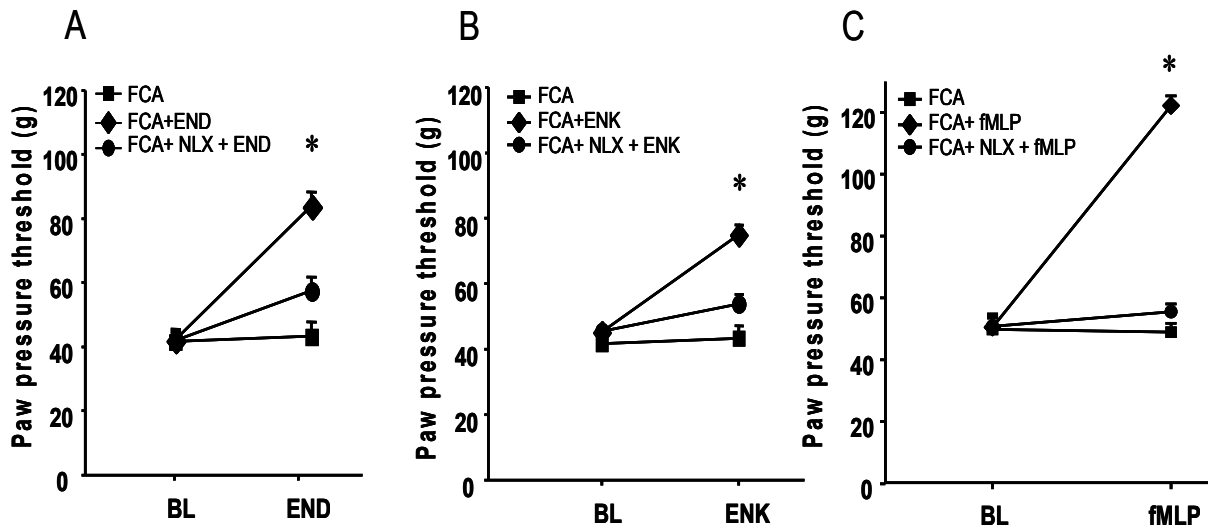 A
Paw pressure threshold (g)
120
100
80
60
40
20
0
FCA
FCA+END
FCA+ NLX + END
*
BL
END
B
Paw pressure threshold (g)
120
100
80
60
40
20
0
FCA
FCA+ENK
FCA+ NLX + ENK
*
BL
ENK
C
Paw pressure threshold (g)
120
100
80
60
40
20
0
FCA
FCA+ fMLP
FCA+ NLX + fMLP
*
BL
fMLP